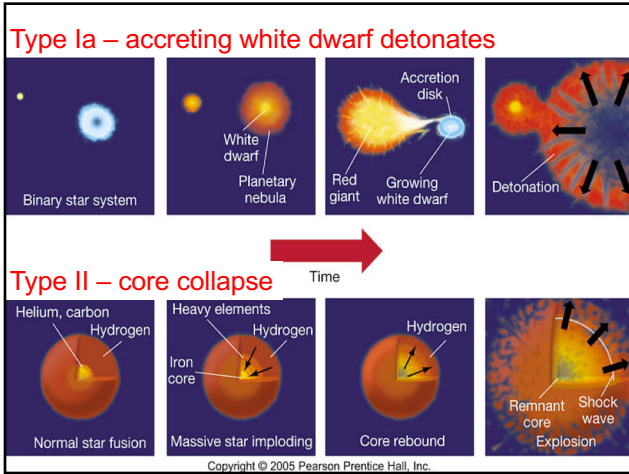 Type Ia – accreting white dwarf detonates
Binary star system
White
dwarf
Planetary
nebula
Accretion
disk
Red
giant
Growing
white dwarf
Detonation
Time
Type II – core collapse
Helium, carbon
Hydrogen
Normal star fusion
Heavy elements
Hydrogen
Iron
core
Massive star imploding
Hydrogen
Core rebound
Remnant
core
Shock
wave
Explosion
Copyright © 2005 Pearson Prentice Hall, Inc.